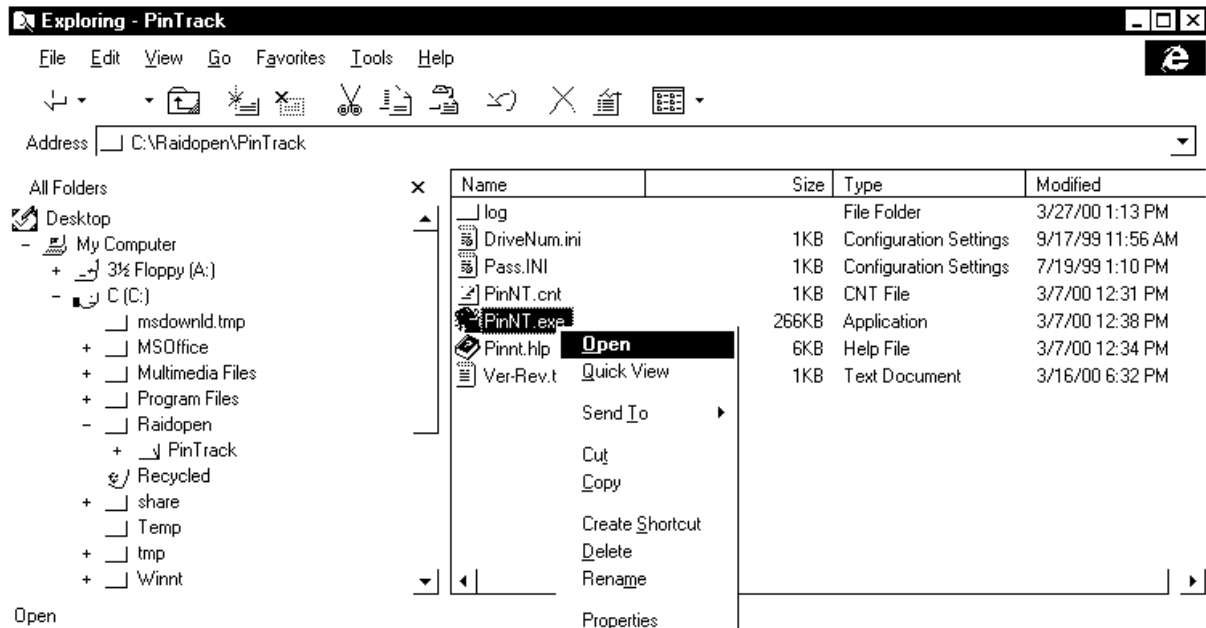 Exploring - PinTrack
File Edit View Go Favorites Tools Help
Address C:\Raidopen\PinTrack
All Folders
Desktop
My Computer
3½ Floppy (A:)
C (C:)
msdownld.tmp
MSOffice
Multimedia Files
Program Files
Raidopen
PinTrack
Recycled
share
Temp
tmp
Winnt
Name Size Type Modified
log File Folder 3/27/00 1:13 PM
DriveNum.ini 1KB Configuration Settings 9/17/99 11:56 AM
Pass.INI 1KB Configuration Settings 7/19/99 1:10 PM
PinNT.cnt 1KB CNT File 3/7/00 12:31 PM
PinNT.exe 266KB Application 3/7/00 12:38 PM
Pinnt.hlp 6KB Help File 3/7/00 12:34 PM
Ver-Rev.t 1KB Text Document 3/16/00 6:32 PM
Open
Quick View
Send To
Cut
Copy
Create Shortcut
Delete
Rename
Properties
Open